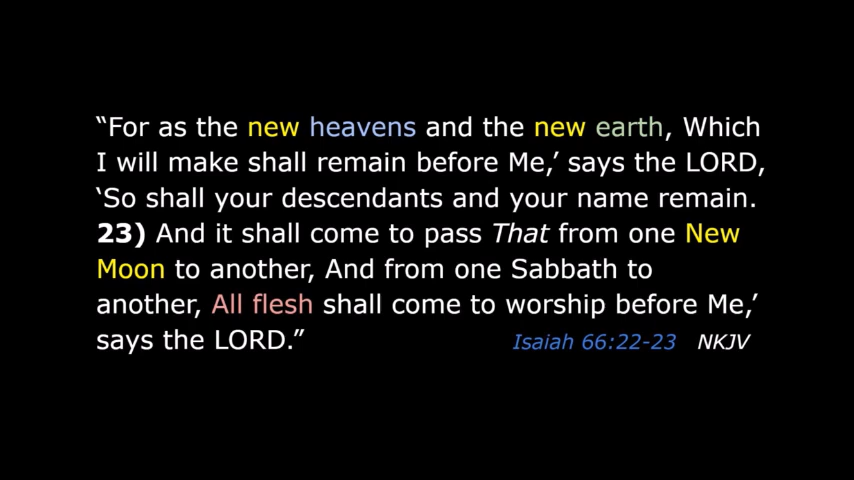 “For as the new heavens and the new earth, Which
I will make shall remain before Me,’ says the LORD,
‘So shall your descendants and your name remain.
23) And it shall come to pass That from one New
Moon to another, And from one Sabbath to
another, All flesh shall come to worship before Me,’
says the LORD.” Isaiah 66:22-23 NKJV